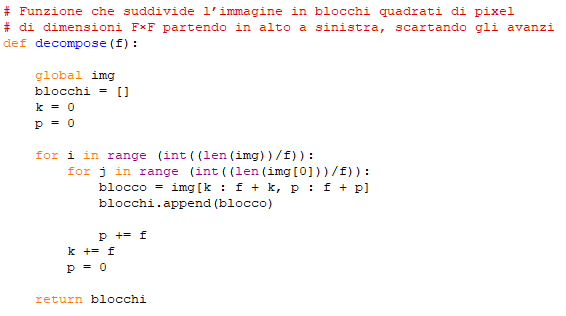 # Funzione che suddivide l'immagine in blocchi quadrati di pixel
# di dimensioni F×F partendo in alto a sinistra, scartando gli avanzi
def decompose(f):
    global img
    blocchi = []
    k = 0
    p = 0
    for i in range (int((len(img))/f)):
        for j in range (int((len(img[0]))/f)):
            blocco = img[k : f + k, p : f + p]
            blocchi.append(blocco)
            p += f
        k += f
        p = 0
    return blocchi